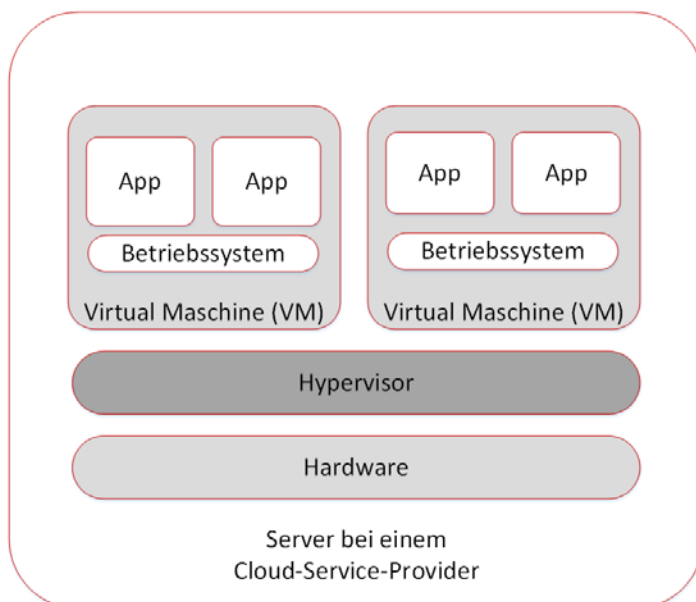 App
App
Betriebssystem
Virtual Maschine (VM)
App
App
Betriebssystem
Virtual Maschine (VM)
Hypervisor
Hardware
Server bei einem
Cloud-Service-Provider